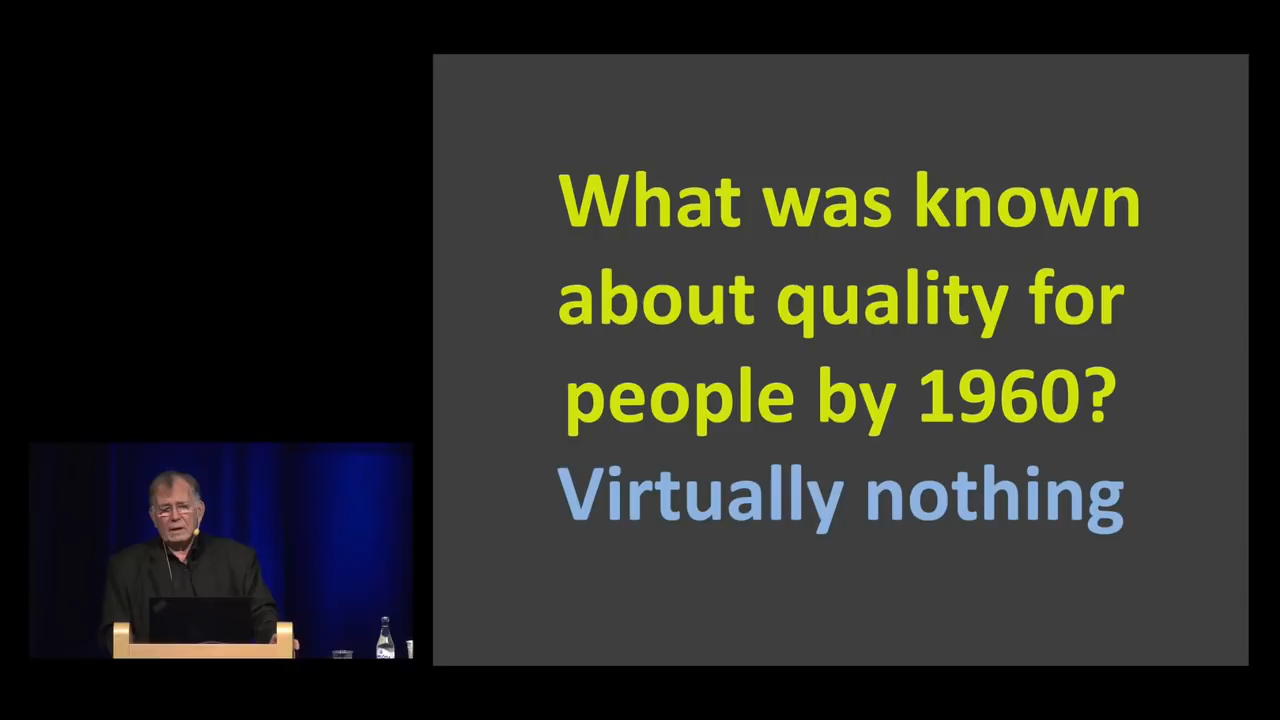 What was known
about quality for
people by 1960?
Virtually nothing